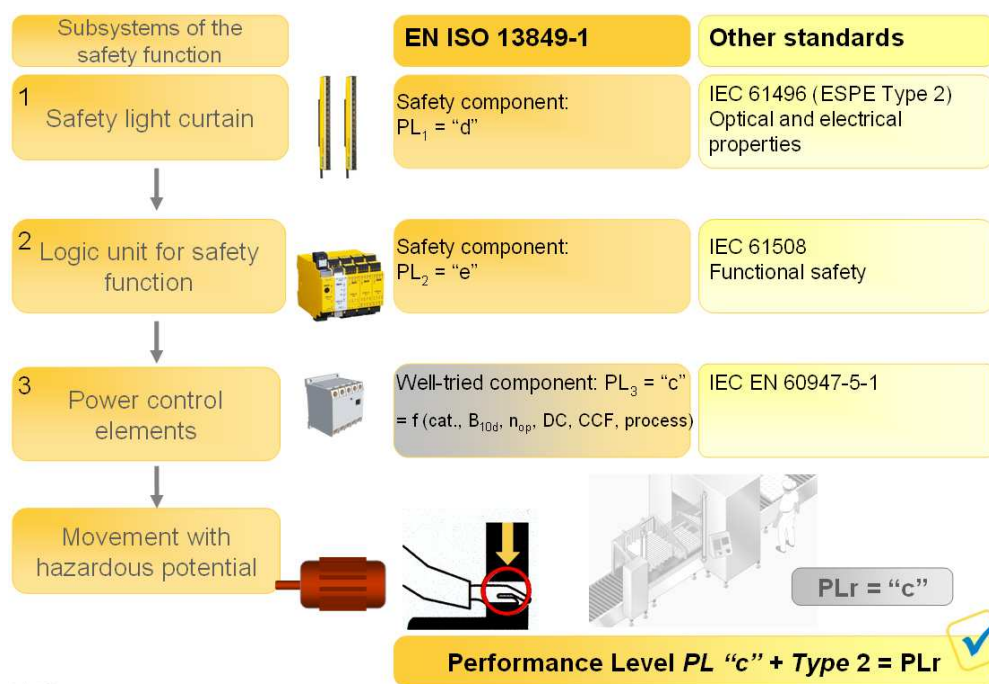 Subsystems of the
safety function
EN ISO 13849-1
Other standards
1
Safety light curtain
Safety component:
PL₁ = “d”
IEC 61496 (ESPE Type 2)
Optical and electrical
properties
2
Logic unit for safety
function
Safety component:
PL₂ = “e”
IEC 61508
Functional safety
3
Power control
elements
Well-tried component: PL₃ = “c”
= f (cat., B₁₀d, nop, DC, CCF, process)
IEC EN 60947-5-1
Movement with
hazardous potential
PLr = “c”
Performance Level PL “c” + Type 2 = PLr